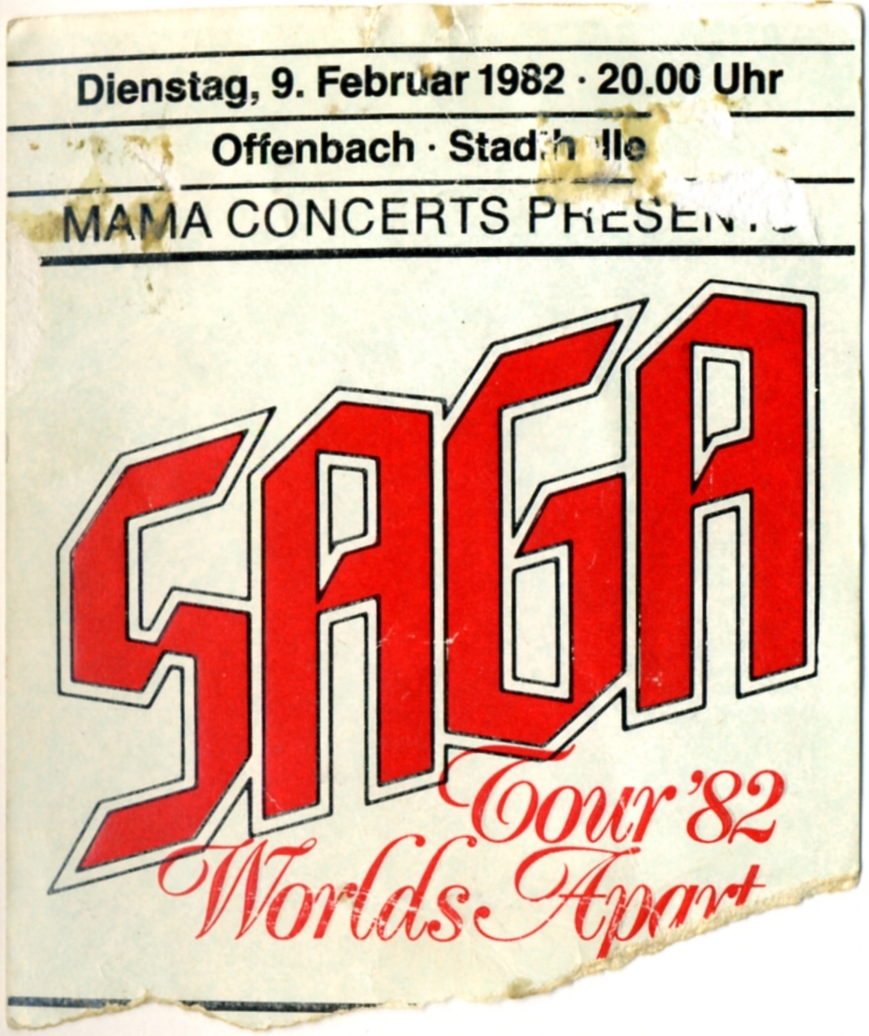 Dienstag, 9. Februar 1982 · 20.00 Uhr
Offenbach · Stadthalle
MAMA CONCERTS PRESENTS
SAGA
Tour '82
Worlds Apart